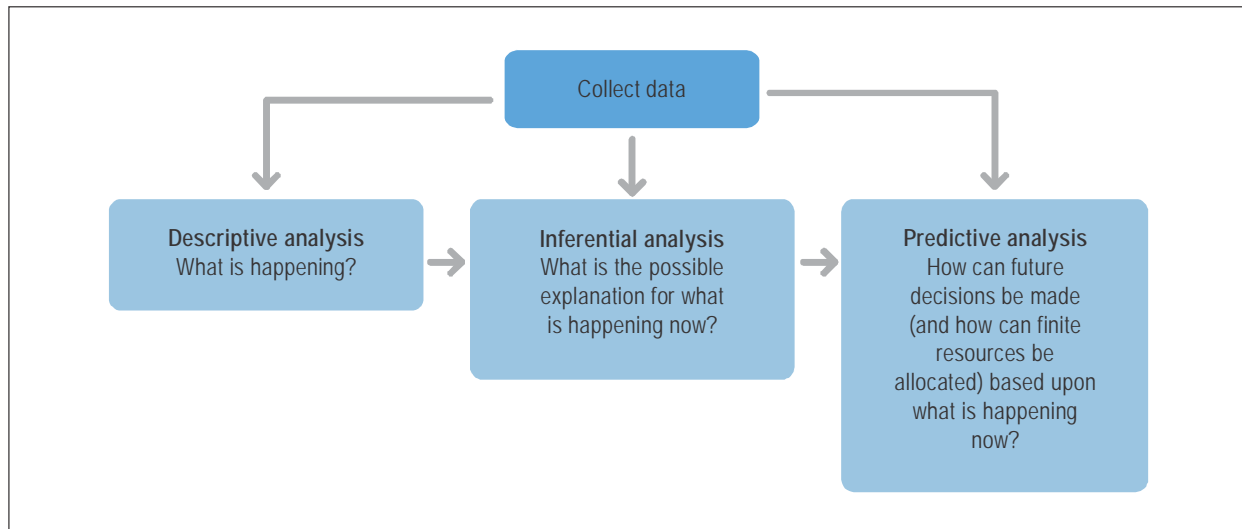 Collect data
Descriptive analysis
What is happening?
Inferential analysis
What is the possible
explanation for what
is happening now?
Predictive analysis
How can future
decisions be made
(and how can finite
resources be
allocated) based upon
what is happening
now?